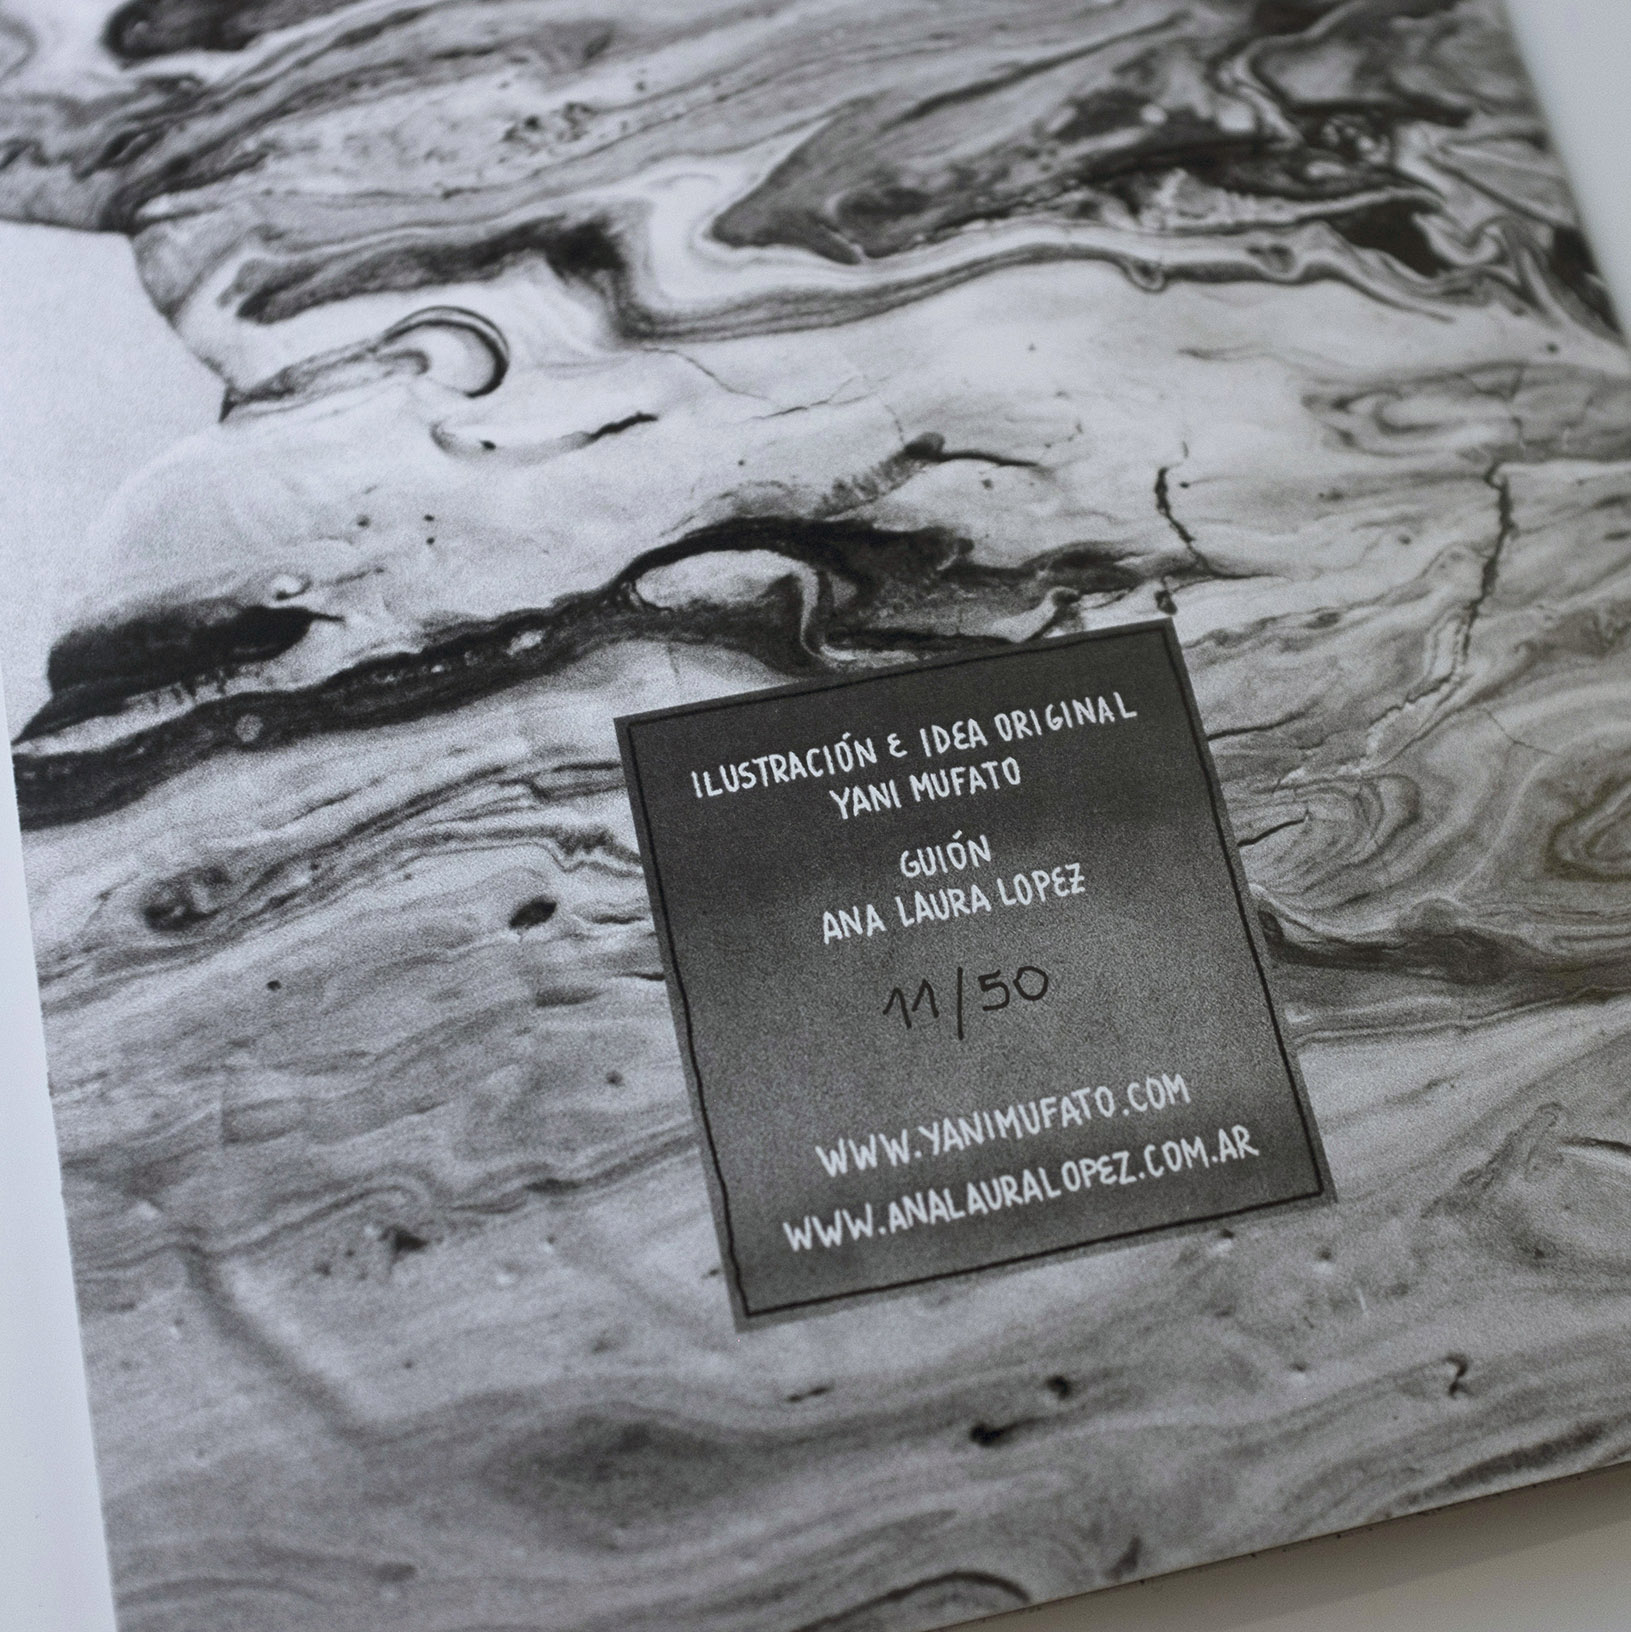 ILUSTRACIÓN E IDEA ORIGINAL
YANI MUFATO
GUIÓN
ANA LAURA LOPEZ
11/50
WWW.YANIMUFATO.COM
WWW.ANALAURALOPEZ.COM.AR